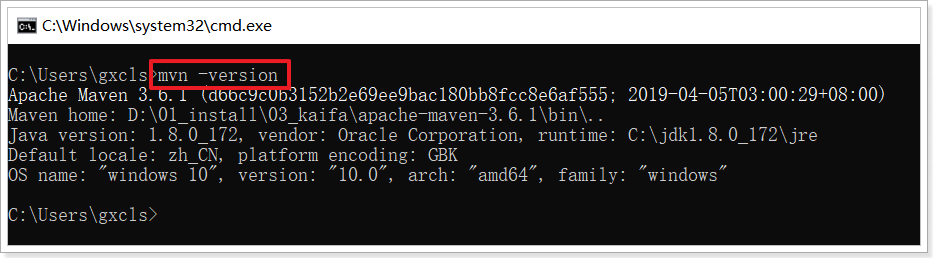 C:\Windows\system32\cmd.exe
C:\Users\gxcls>mvn -version
Apache Maven 3.6.1 (d66c9c0b3152b2e69ee9bac180bb8fcc8e6af555; 2019-04-05T03:00:29+08:00)
Maven home: D:\01_install\03_kaifa\apache-maven-3.6.1\bin\..
Java version: 1.8.0_172, vendor: Oracle Corporation, runtime: C:\jdk1.8.0_172\jre
Default locale: zh_CN, platform encoding: GBK
OS name: "windows 10", version: "10.0", arch: "amd64", family: "windows"
C:\Users\gxcls>